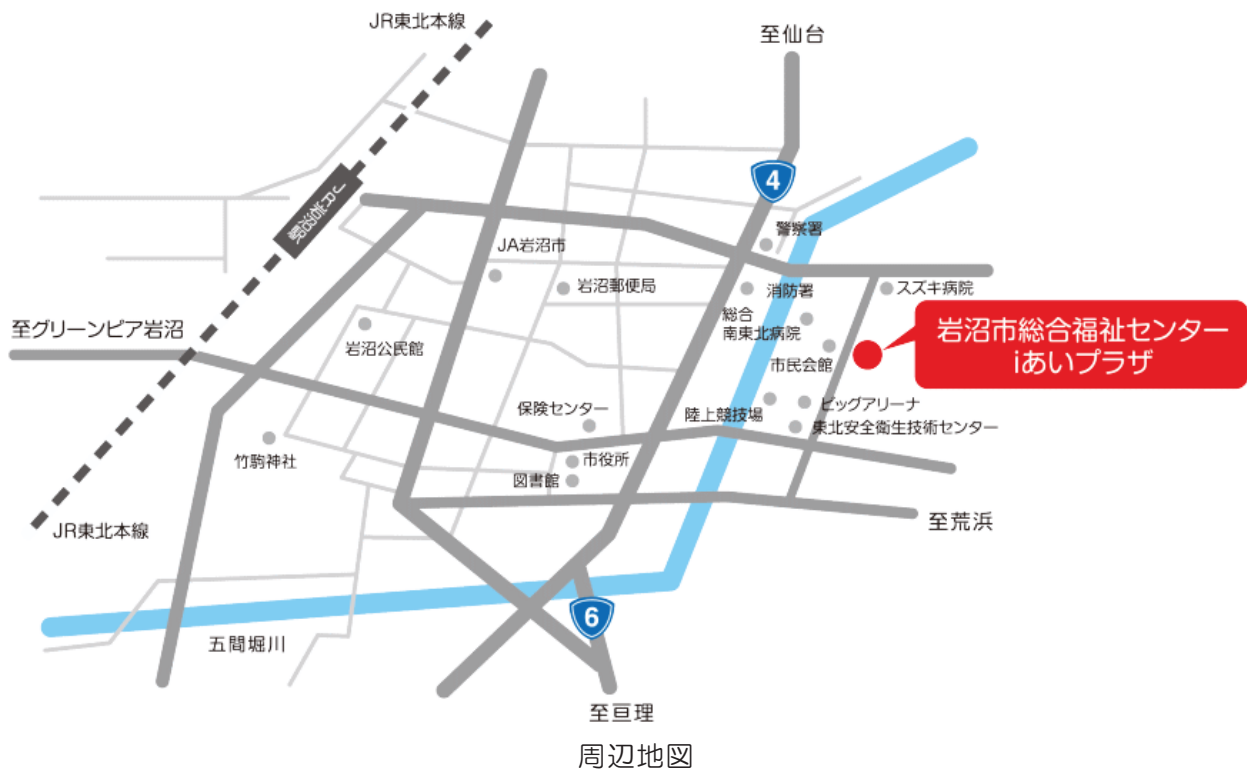 JR東北本線
至仙台
4
JR岩沼駅
警察署
JA岩沼市
岩沼郵便局
消防署
スズキ病院
総合
南東北病院
至グリーンピア岩沼
岩沼公民館
市民会館
岩沼市総合福祉センター
iあいプラザ
保険センター
陸上競技場
ビッグアリーナ
東北安全衛生技術センター
竹駒神社
市役所
図書館
JR東北本線
至荒浜
6
五間堀川
至亘理
周辺地図